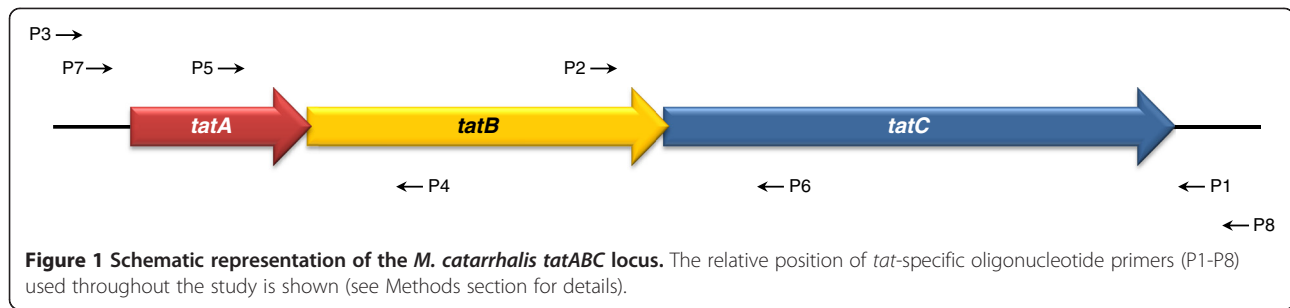 P3
P7 P5 P2
tatA tatB tatC
P4 P6 P1
P8
Figure 1 Schematic representation of the M. catarrhalis tatABC locus. The relative position of tat-specific oligonucleotide primers (P1-P8)
used throughout the study is shown (see Methods section for details).